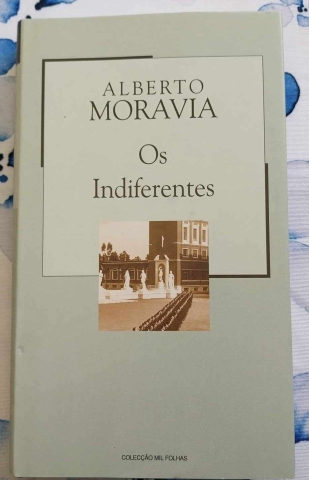 ALBERTO
MORAVIA
Os
Indiferentes
COLECÇÃO MIL FOLHAS